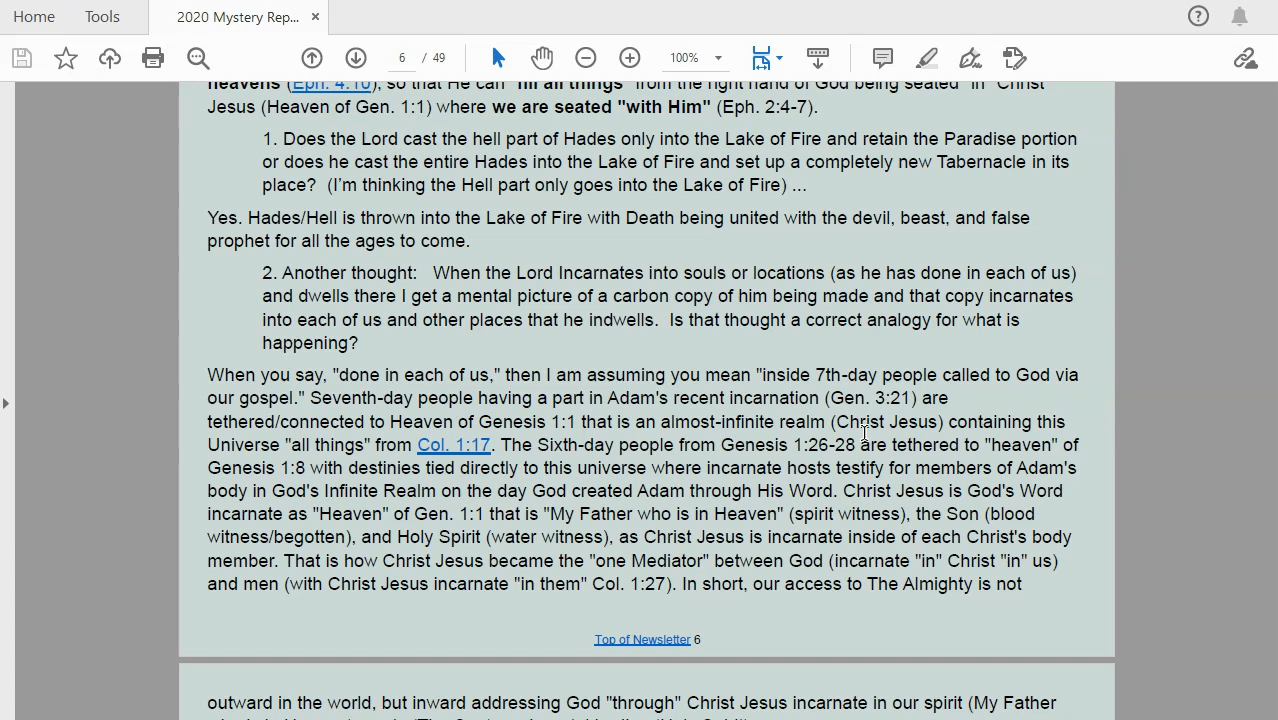 Home Tools 2020 Mystery Rep... ×
6 / 49 100%
heavens (Eph. 4:10), so that He can "fill all things" from the right hand of God being seated "in" Christ
Jesus (Heaven of Gen. 1:1) where we are seated "with Him" (Eph. 2:4-7).
1. Does the Lord cast the hell part of Hades only into the Lake of Fire and retain the Paradise portion
or does he cast the entire Hades into the Lake of Fire and set up a completely new Tabernacle in its
place? (I'm thinking the Hell part only goes into the Lake of Fire) ...
Yes. Hades/Hell is thrown into the Lake of Fire with Death being united with the devil, beast, and false
prophet for all the ages to come.
2. Another thought: When the Lord Incarnates into souls or locations (as he has done in each of us)
and dwells there I get a mental picture of a carbon copy of him being made and that copy incarnates
into each of us and other places that he indwells. Is that thought a correct analogy for what is
happening?
When you say, "done in each of us," then I am assuming you mean "inside 7th-day people called to God via
our gospel." Seventh-day people having a part in Adam's recent incarnation (Gen. 3:21) are
tethered/connected to Heaven of Genesis 1:1 that is an almost-infinite realm (Christ Jesus) containing this
Universe "all things" from Col. 1:17. The Sixth-day people from Genesis 1:26-28 are tethered to "heaven" of
Genesis 1:8 with destinies tied directly to this universe where incarnate hosts testify for members of Adam's
body in God's Infinite Realm on the day God created Adam through His Word. Christ Jesus is God's Word
incarnate as "Heaven" of Gen. 1:1 that is "My Father who is in Heaven" (spirit witness), the Son (blood
witness/begotten), and Holy Spirit (water witness), as Christ Jesus is incarnate inside of each Christ's body
member. That is how Christ Jesus became the "one Mediator" between God (incarnate "in" Christ "in" us)
and men (with Christ Jesus incarnate "in them" Col. 1:27). In short, our access to The Almighty is not
Top of Newsletter 6
outward in the world, but inward addressing God "through" Christ Jesus incarnate in our spirit (My Father